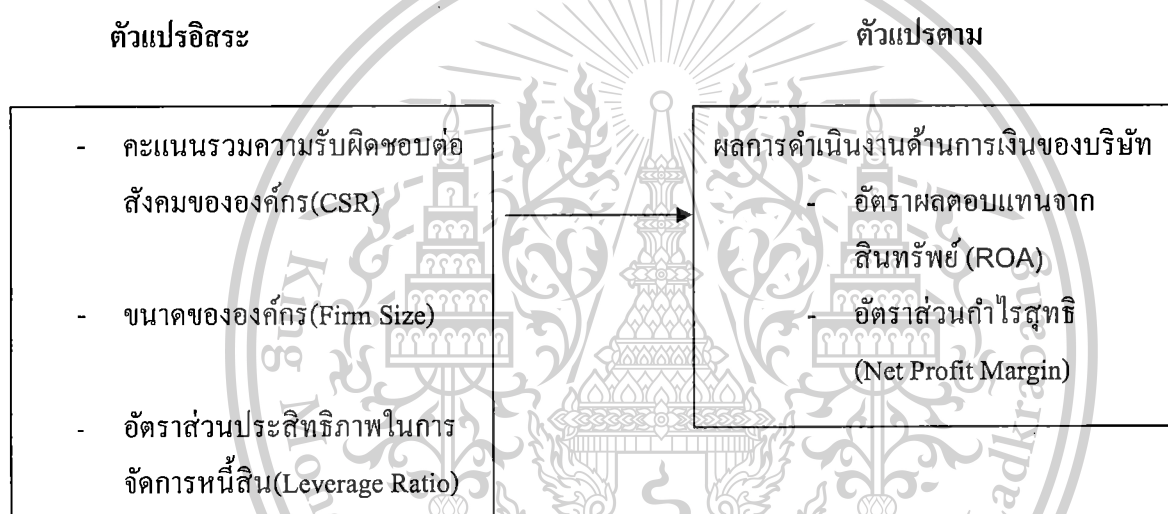 ตัวแปรอิสระ
ตัวแปรตาม
- คะแนนรวมความรับผิดชอบต่อ
สังคมขององค์กร(CSR)
- ขนาดขององค์กร(Firm Size)
- อัตราส่วนประสิทธิภาพในการ
จัดการหนี้สิน(Leverage Ratio)
ผลการดำเนินงานด้านการเงินของบริษัท
- อัตราผลตอบแทนจาก
สินทรัพย์ (ROA)
- อัตราส่วนกำไรสุทธิ
(Net Profit Margin)
King